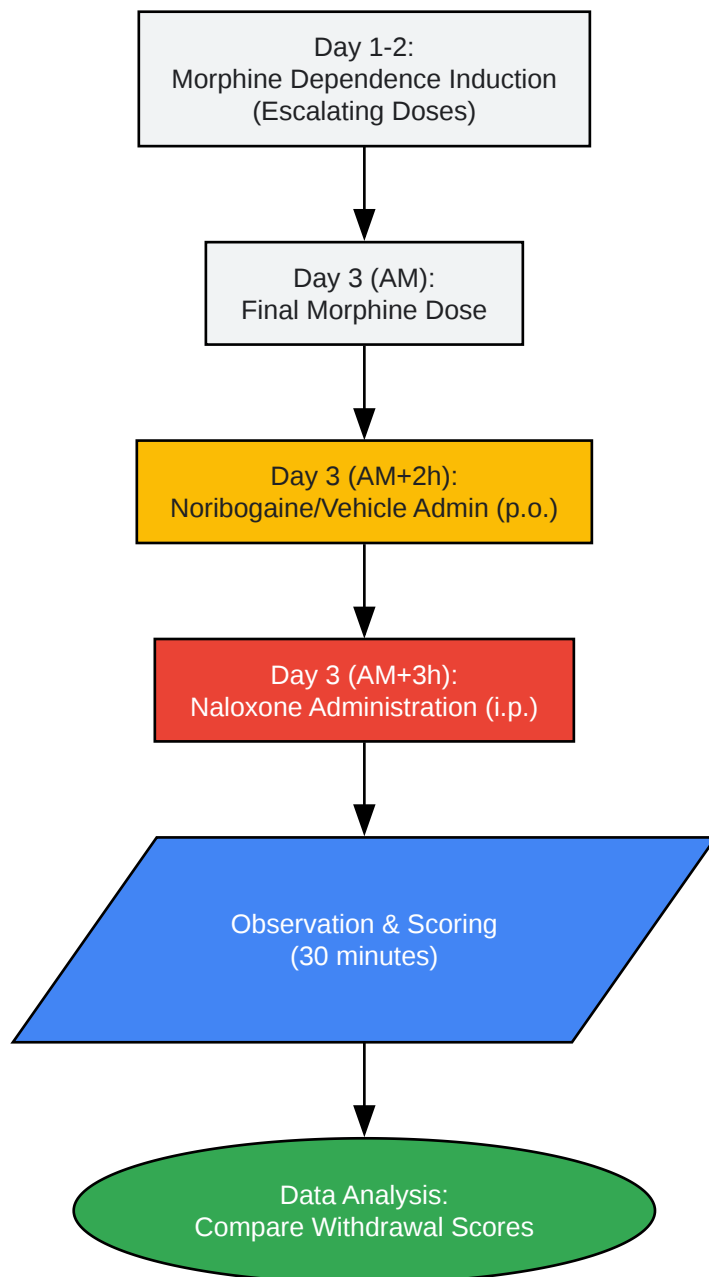 Day 1-2:
Morphine Dependence Induction
(Escalating Doses)
Day 3 (AM):
Final Morphine Dose
Day 3 (AM+2h):
Noribogaine/Vehicle Admin (p.o.)
Day 3 (AM+3h):
Naloxone Administration (i.p.)
Observation & Scoring
(30 minutes)
Data Analysis:
Compare Withdrawal Scores